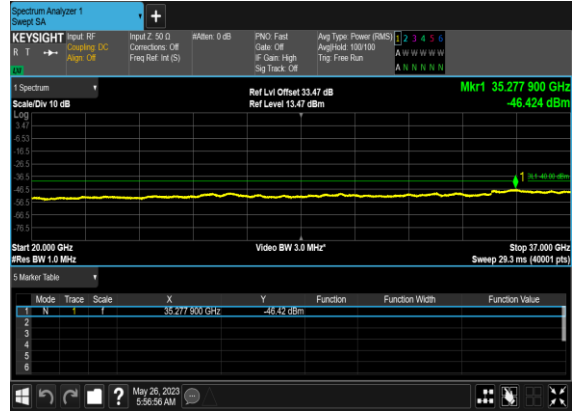 Spectrum Analyzer 1
Swept SA
+
KEYSIGHT Input: RF Input Z: 50 Ω #Atten: 0 dB PNO: Fast Avg Type: Power (RMS) 1 2 3 4 5 6
R T Coupling: DC Corrections: Off Gate: Off Avg|Hold: 100/100 A W W W W W
Align: Off Freq Ref: Int (S) IF Gain: High Trig: Free Run
Sig Track: Off A N N N N N
1 Spectrum Ref Lvl Offset 33.47 dB Mkr1 35.277 900 GHz
Scale/Div 10 dB Ref Level 13.47 dBm -46.424 dBm
Log
3.47
-6.53
-16.5
-26.5
-36.5 1
-46.5
-56.5
-66.5
-76.5
Start 20.000 GHz Video BW 3.0 MHz* Stop 37.000 GHz
#Res BW 1.0 MHz Sweep 29.3 ms (40001 pts)
5 Marker Table
Mode Trace Scale X Y Function Function Width Function Value
1 N 1 f 35.277 900 GHz -46.42 dBm
2
3
4
5
6
? May 26, 2023
5:56:56 AM